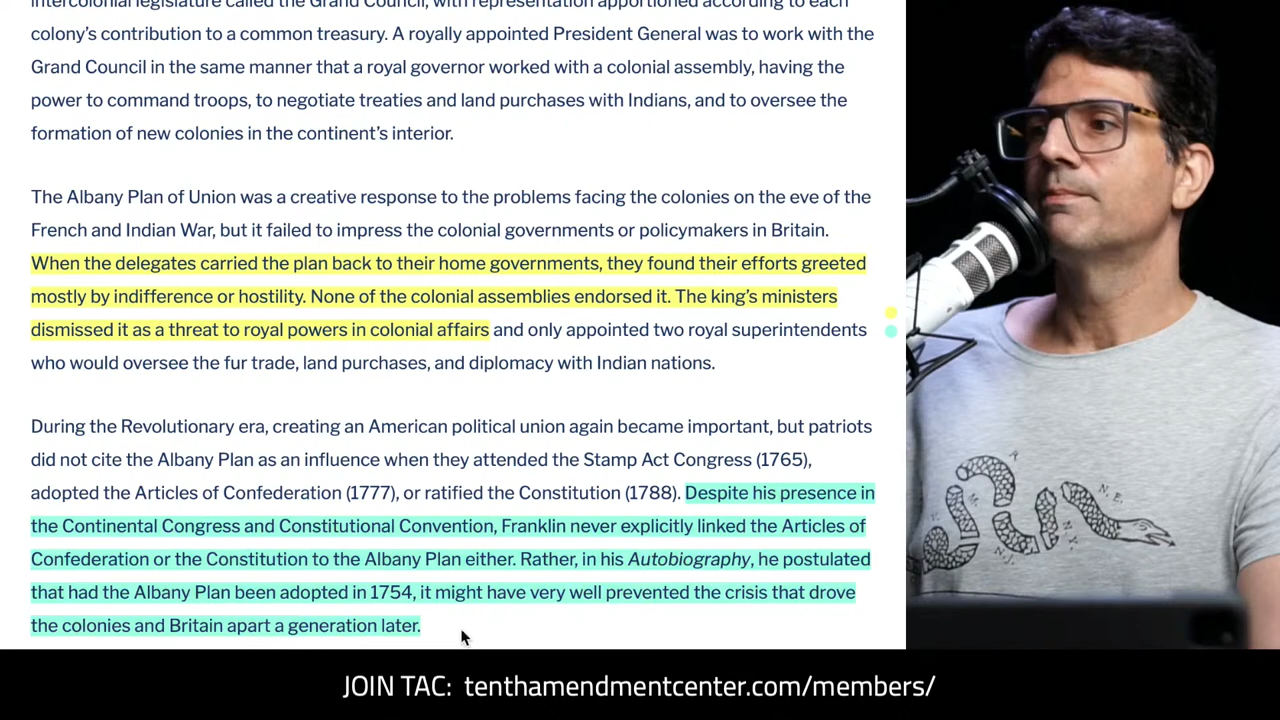 intercolonial legislature called the Grand Council, with representation apportioned according to each
colony’s contribution to a common treasury. A royally appointed President General was to work with the
Grand Council in the same manner that a royal governor worked with a colonial assembly, having the
power to command troops, to negotiate treaties and land purchases with Indians, and to oversee the
formation of new colonies in the continent’s interior.
The Albany Plan of Union was a creative response to the problems facing the colonies on the eve of the
French and Indian War, but it failed to impress the colonial governments or policymakers in Britain.
When the delegates carried the plan back to their home governments, they found their efforts greeted
mostly by indifference or hostility. None of the colonial assemblies endorsed it. The king’s ministers
dismissed it as a threat to royal powers in colonial affairs and only appointed two royal superintendents
who would oversee the fur trade, land purchases, and diplomacy with Indian nations.
During the Revolutionary era, creating an American political union again became important, but patriots
did not cite the Albany Plan as an influence when they attended the Stamp Act Congress (1765),
adopted the Articles of Confederation (1777), or ratified the Constitution (1788). Despite his presence in
the Continental Congress and Constitutional Convention, Franklin never explicitly linked the Articles of
Confederation or the Constitution to the Albany Plan either. Rather, in his Autobiography, he postulated
that had the Albany Plan been adopted in 1754, it might have very well prevented the crisis that drove
the colonies and Britain apart a generation later.
R.
N.E.
N.Y.
N.J.
JOIN TAC: tenthamendmentcenter.com/members/